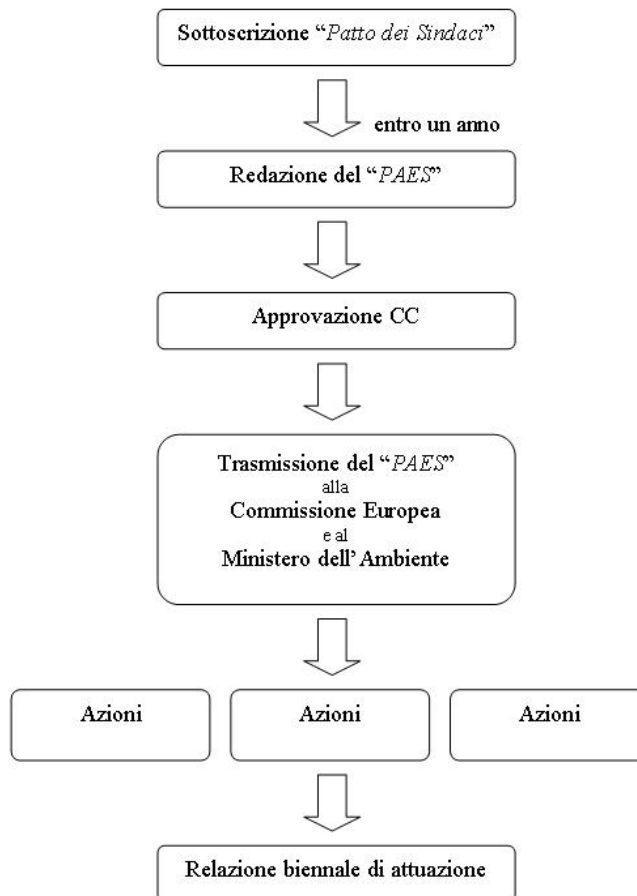 Sottoscrizione “Patto dei Sindaci”
entro un anno
Redazione del “PAES”
Approvazione CC
Trasmissione del “PAES”
alla
Commissione Europea
e al
Ministero dell’Ambiente
Azioni
Azioni
Azioni
Relazione biennale di attuazione